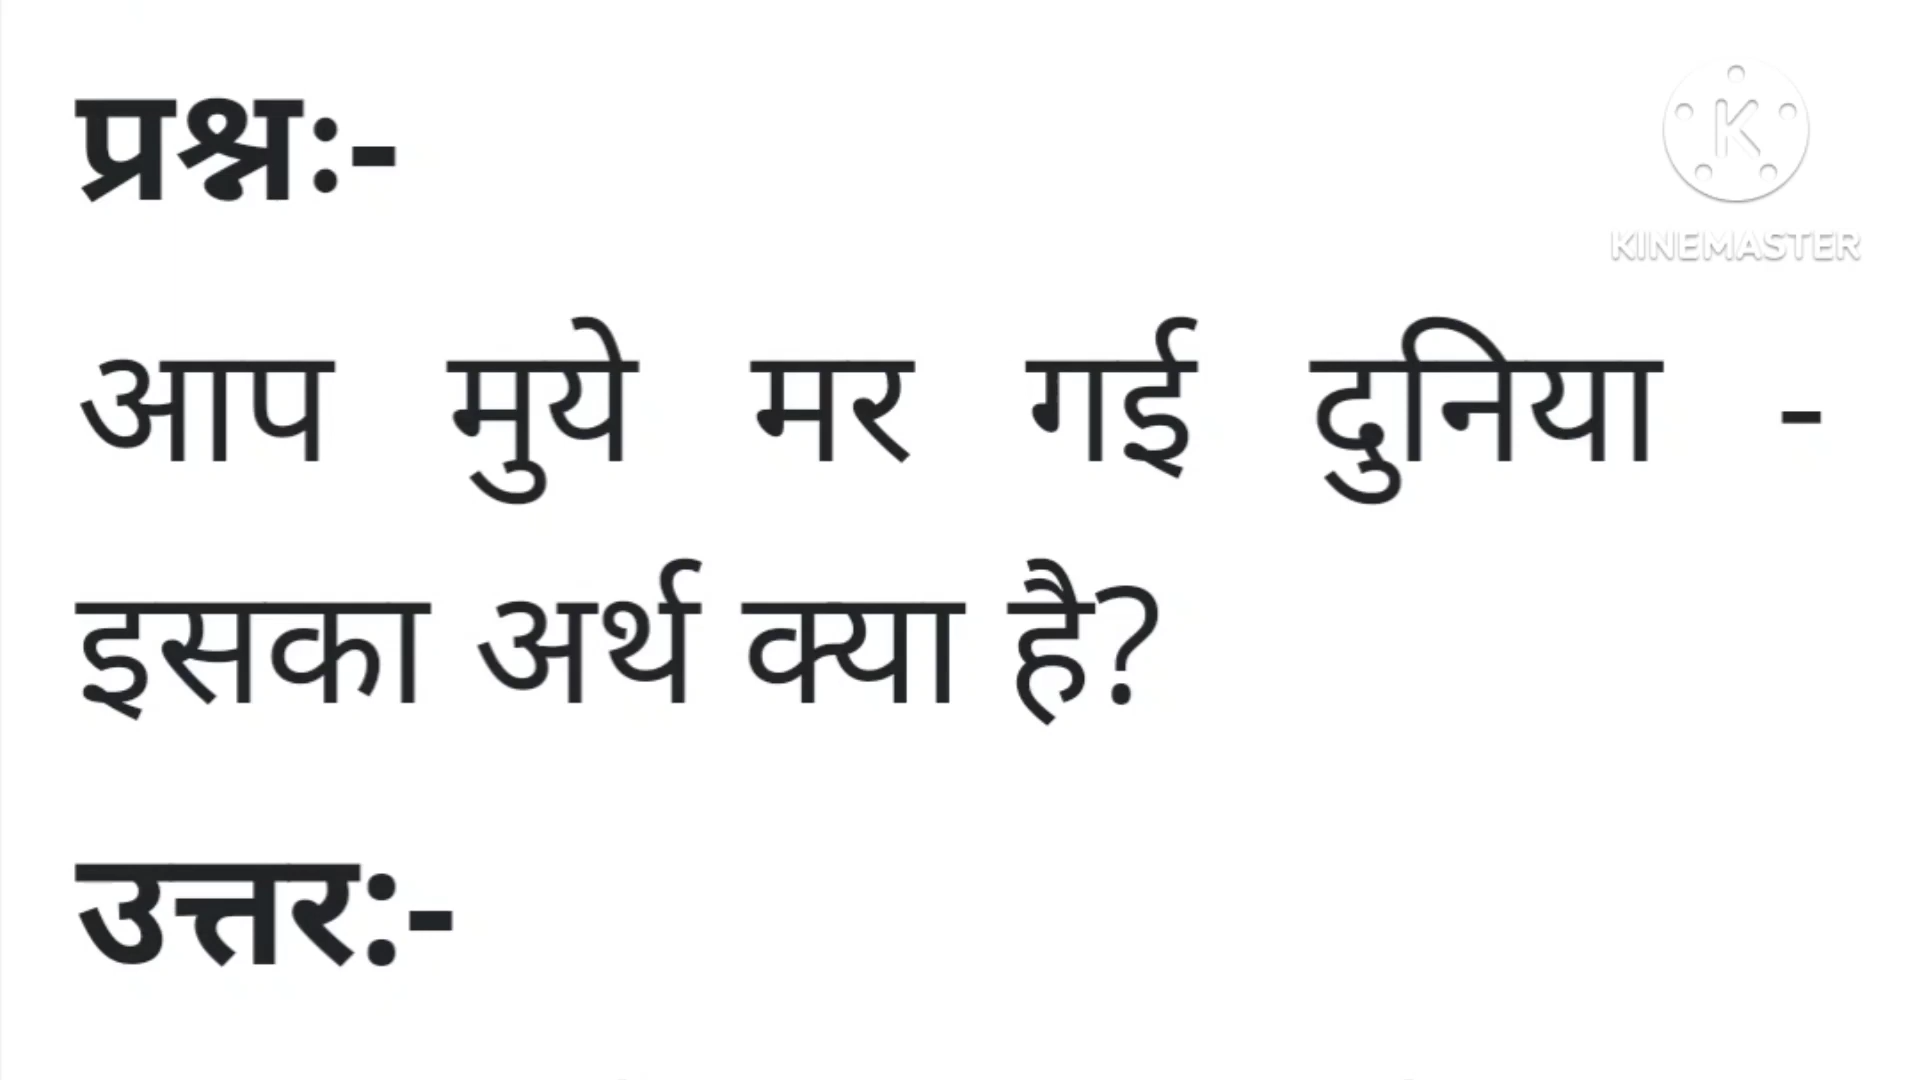 प्रश्न:-
KINEMASTER
आप मुये मर गई दुनिया -
इसका अर्थ क्या है?
उत्तर:-